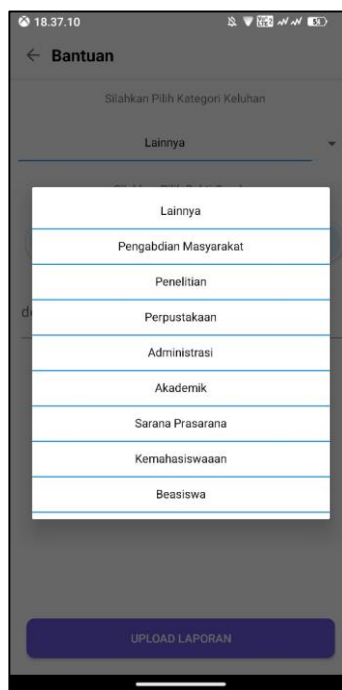 18.37.10
Bantuan
Silahkan Pilih Kategori Keluhan
Lainnya
Lainnya
Pengabdian Masyarakat
Penelitian
Perpustakaan
Administrasi
Akademik
Sarana Prasarana
Kemahasiswaaan
Beasiswa
UPLOAD LAPORAN